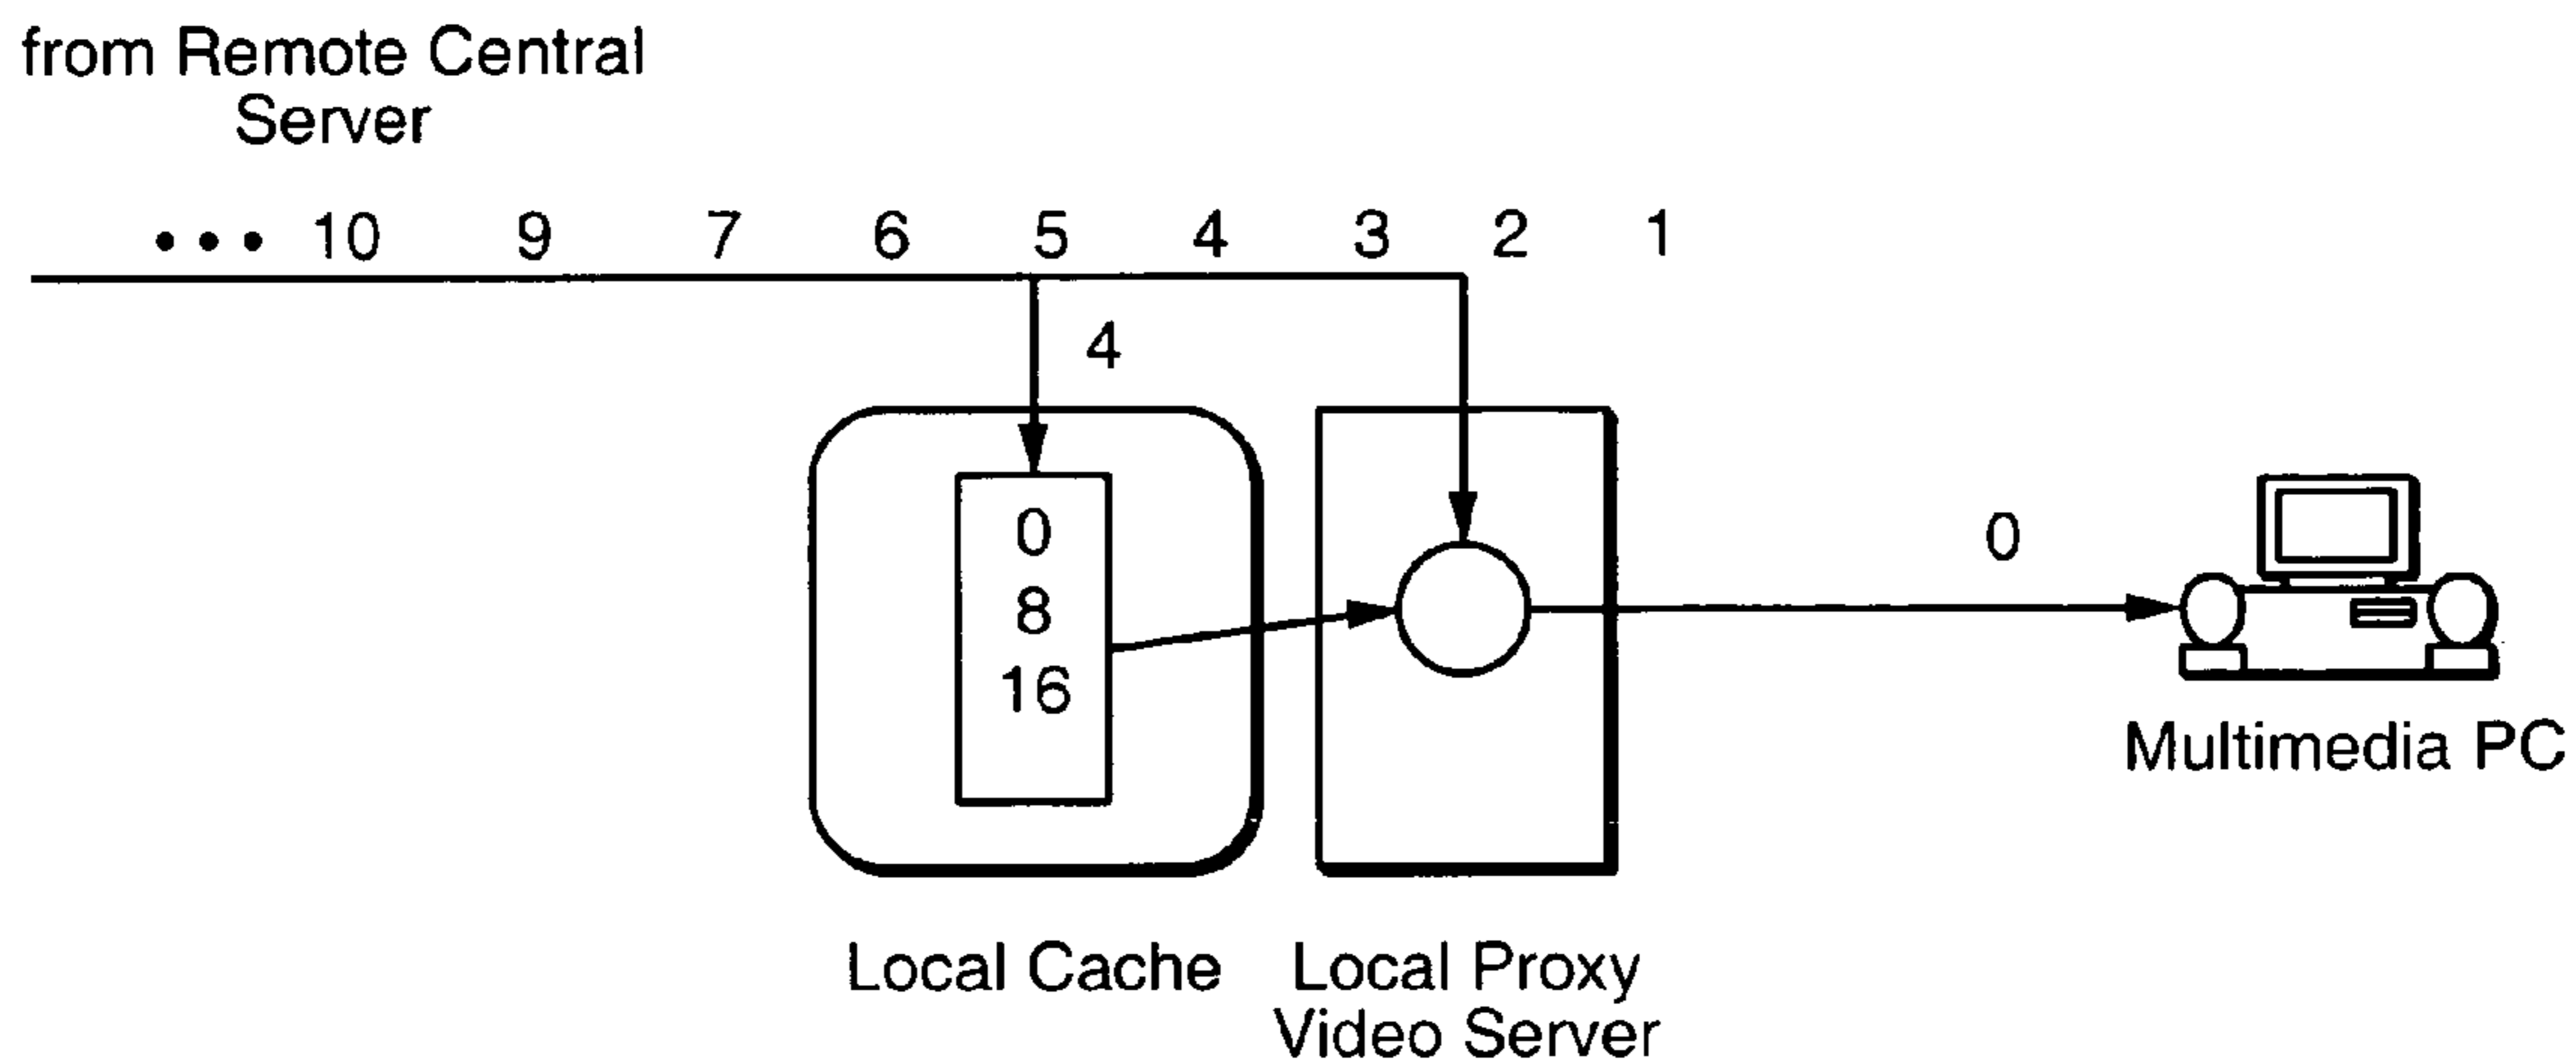 from Remote Central
Server
• • • 10 9 7 6 5 4 3 2 1
4
0
8
16
0
Multimedia PC
Local Cache
Local Proxy
Video Server